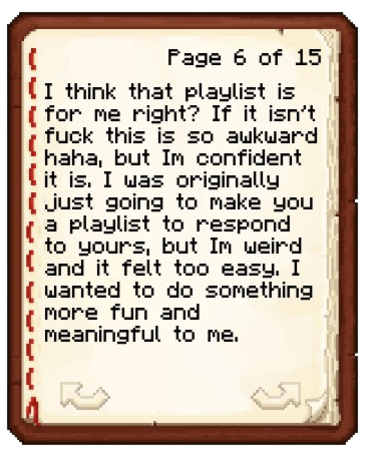 Page 6 of 15
I think that playlist is
for me right? If it isn't
fuck this is so awkward
haha, but Im confident
it is. I was originally
just going to make you
a playlist to respond
to yours, but Im weird
and it felt too easy. I
wanted to do something
more fun and
meaningful to me.